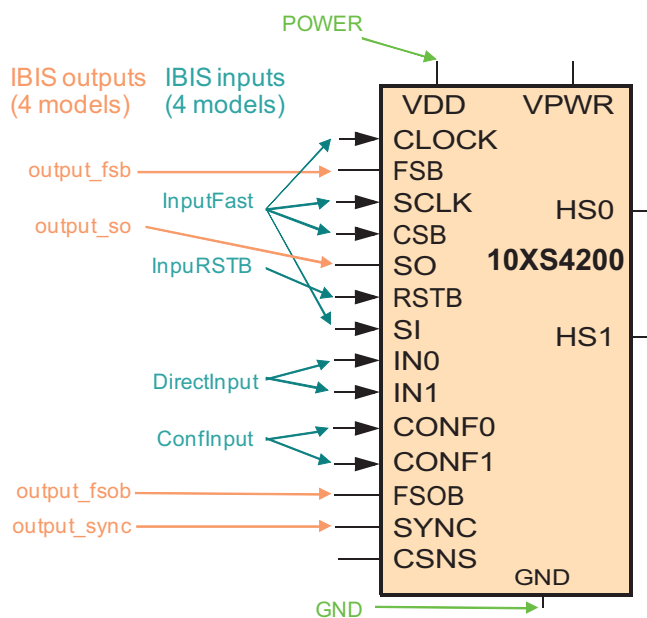 POWER
IBIS outputs
(4 models)
IBIS inputs
(4 models)
VDD
VPWR
CLOCK
output_fsb
FSB
InputFast
SCLK
HS0
output_so
CSB
InpuRSTB
SO
10XS4200
RSTB
SI
HS1
IN0
DirectInput
IN1
ConfInput
CONF0
CONF1
output_fsob
FSOB
output_sync
SYNC
CSNS
GND
GND